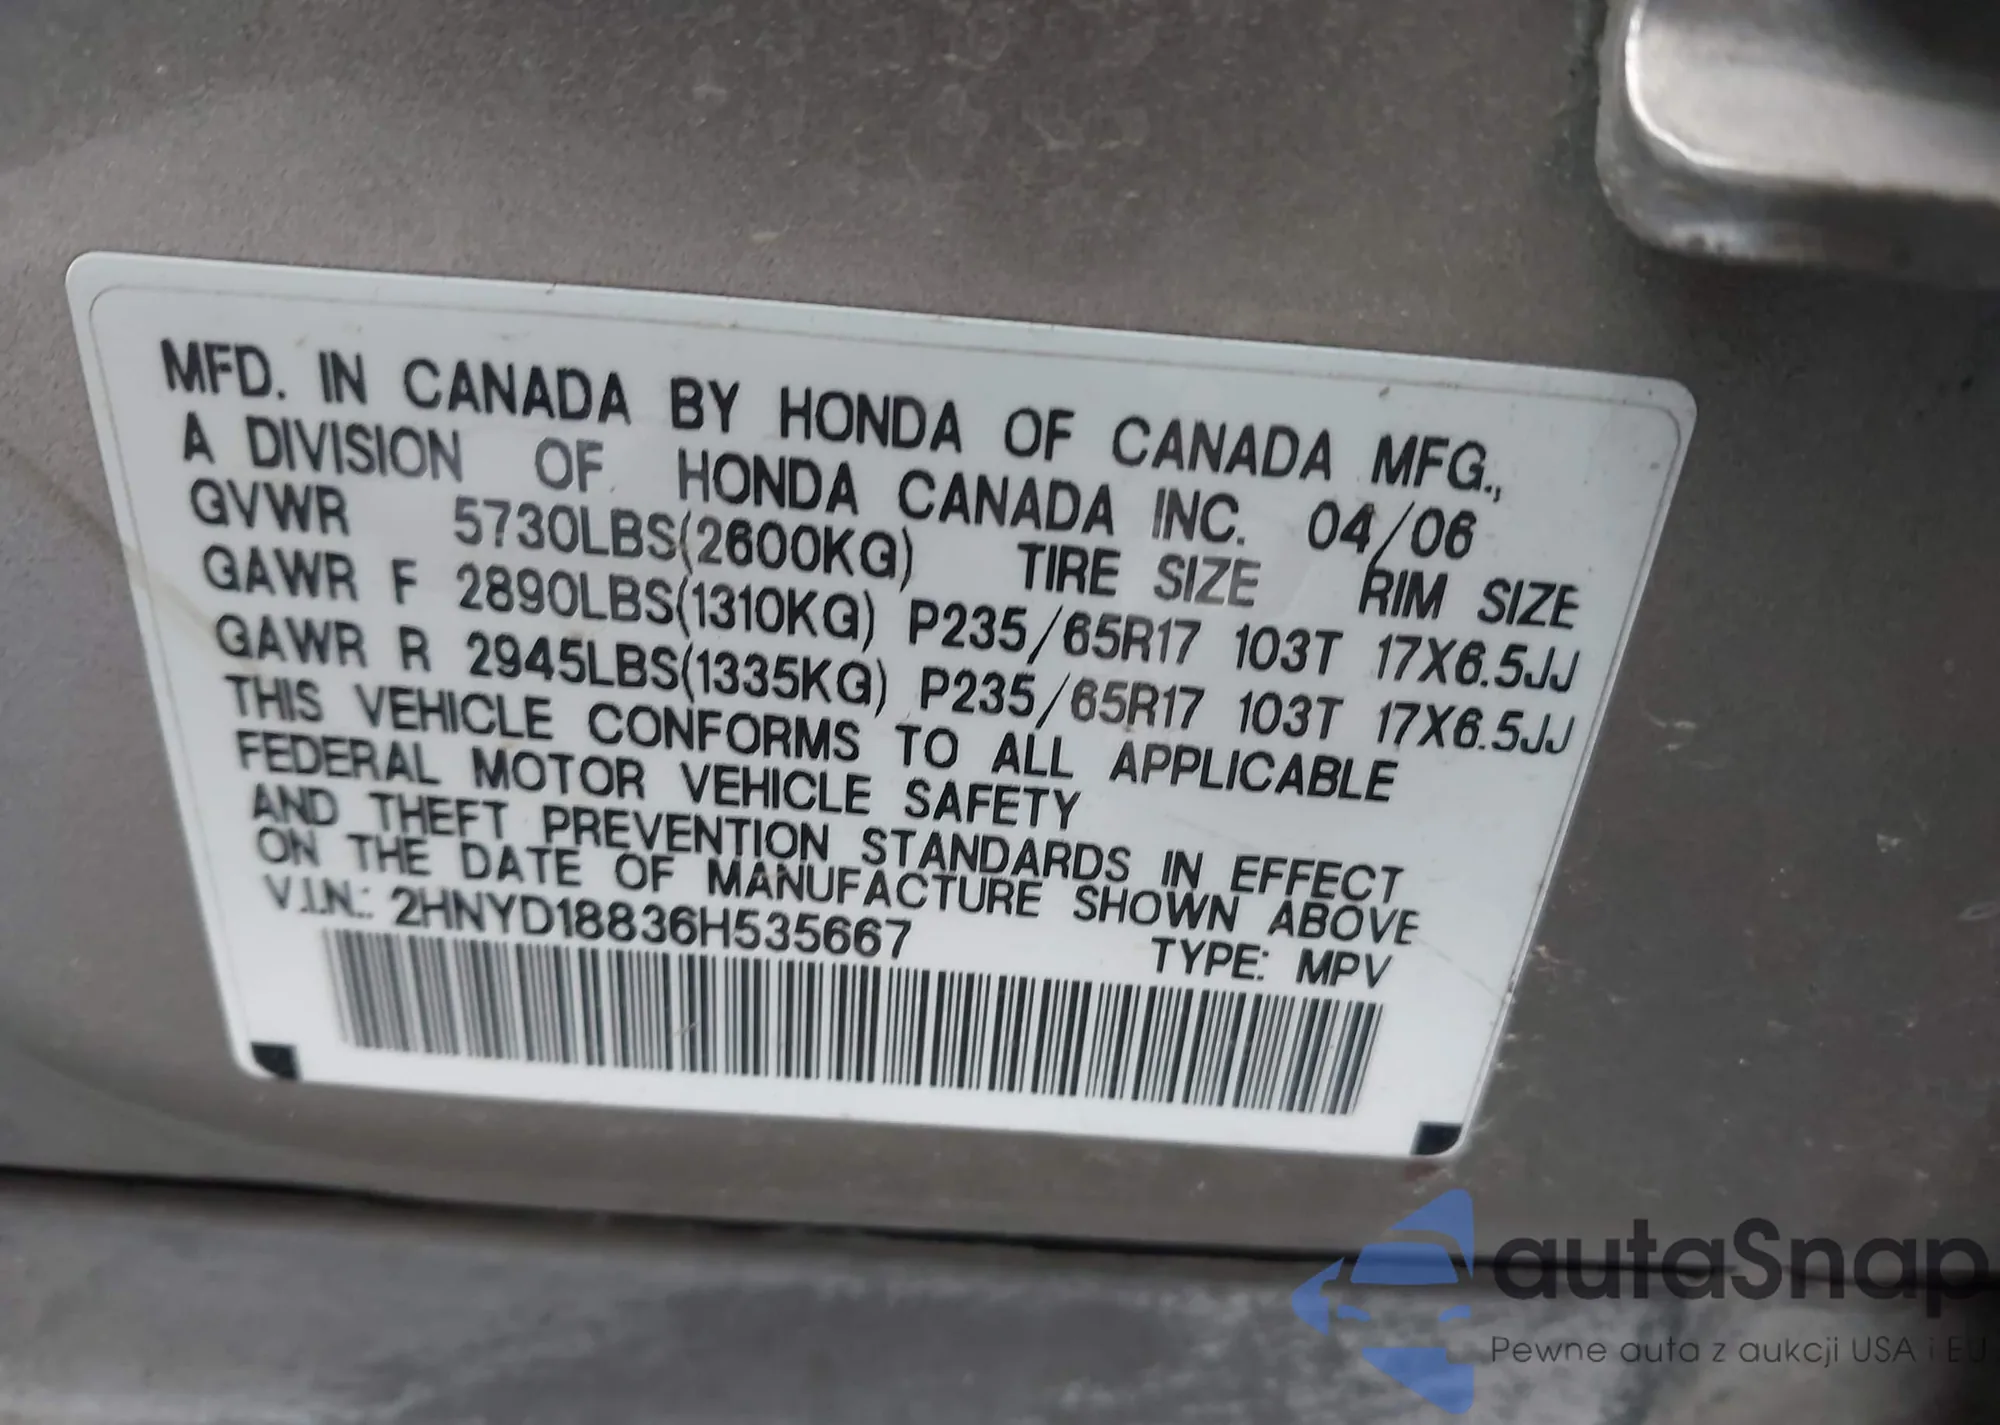 MFD. IN CANADA BY HONDA OF CANADA MFG.,
A DIVISION OF HONDA CANADA INC. 04/06
GVWR 5730LBS(2600KG) TIRE SIZE RIM SIZE
GAWR F 2890LBS(1310KG) P235/65R17 103T 17X6.5JJ
GAWR R 2945LBS(1335KG) P235/65R17 103T 17X6.5JJ
THIS VEHICLE CONFORMS TO ALL APPLICABLE
FEDERAL MOTOR VEHICLE SAFETY
AND THEFT PREVENTION STANDARDS IN EFFECT
ON THE DATE OF MANUFACTURE SHOWN ABOVE
V.I.N.: 2HNYD18836H535667 TYPE: MPV
autaSnap
Pewne auta z aukcji USA i EU